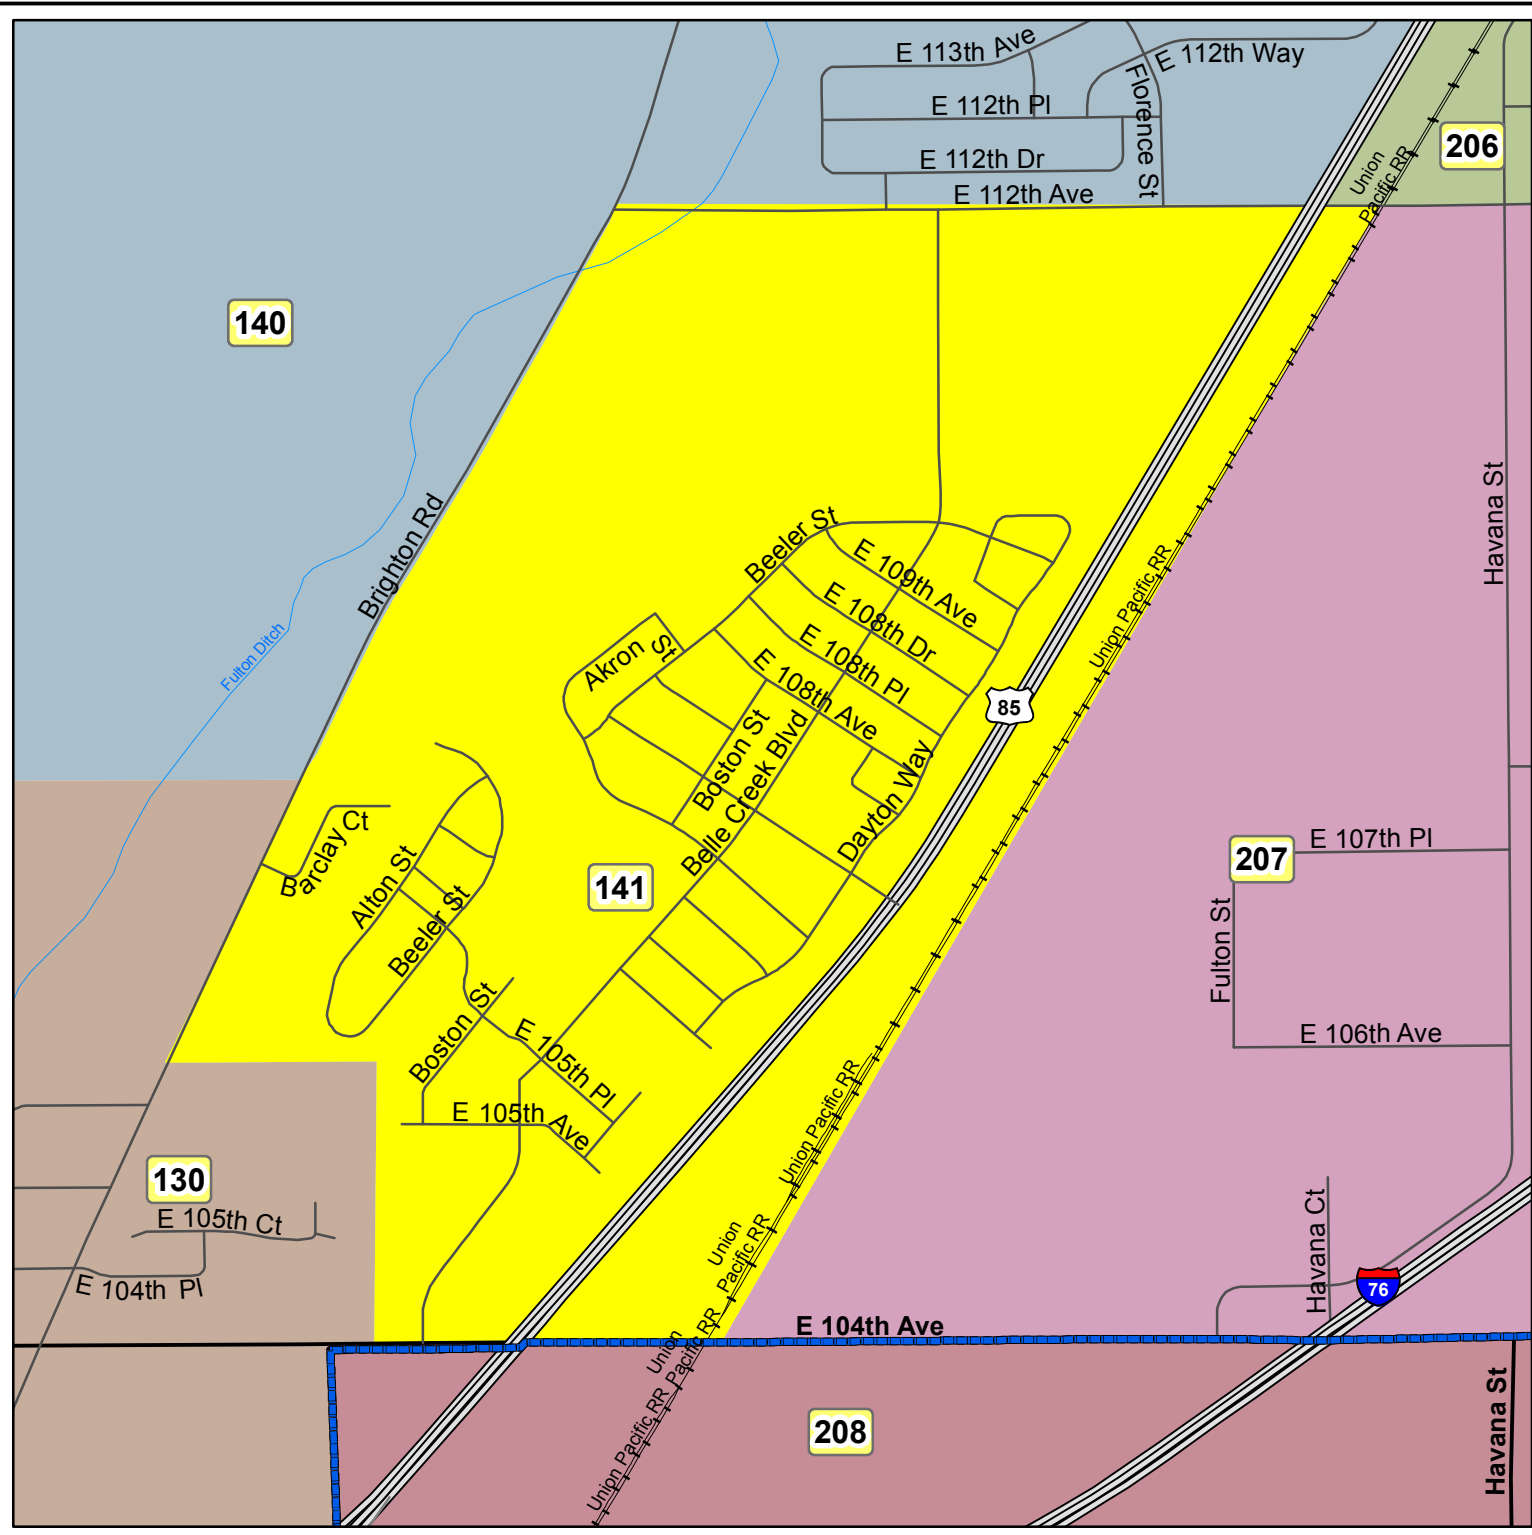 E 113th Ave
E 112th Way
Florence St
E 112th Pl
E 112th Dr
E 112th Ave
206
Union
Pacific RR
140
Brighton Rd
Fulton Ditch
Havana St
Beeler St
E 109th Ave
E 108th Dr
E 108th Pl
E 108th Ave
Akron St
Union Pacific RR
85
Boston St
Belle Creek Blvd
Dayton Way
Barclay Ct
Alton St
Beeler St
141
207
E 107th Pl
Fulton St
E 106th Ave
Boston St
E 105th Pl
E 105th Ave
Union Pacific RR
130
E 105th Ct
E 104th Pl
Union
Pacific RR
Havana Ct
76
E 104th Ave
Union
Pacific RR
Union Pacific RR
208
Havana St